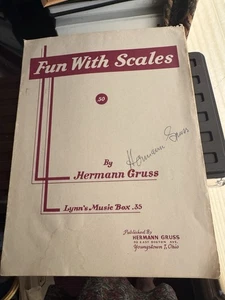 Fun With Scales
50
By
Hermann Gruss
Hermann Gruss
Lynn's Music Box .35
Published By
HERMANN GRUSS
Youngstown 7, Ohio